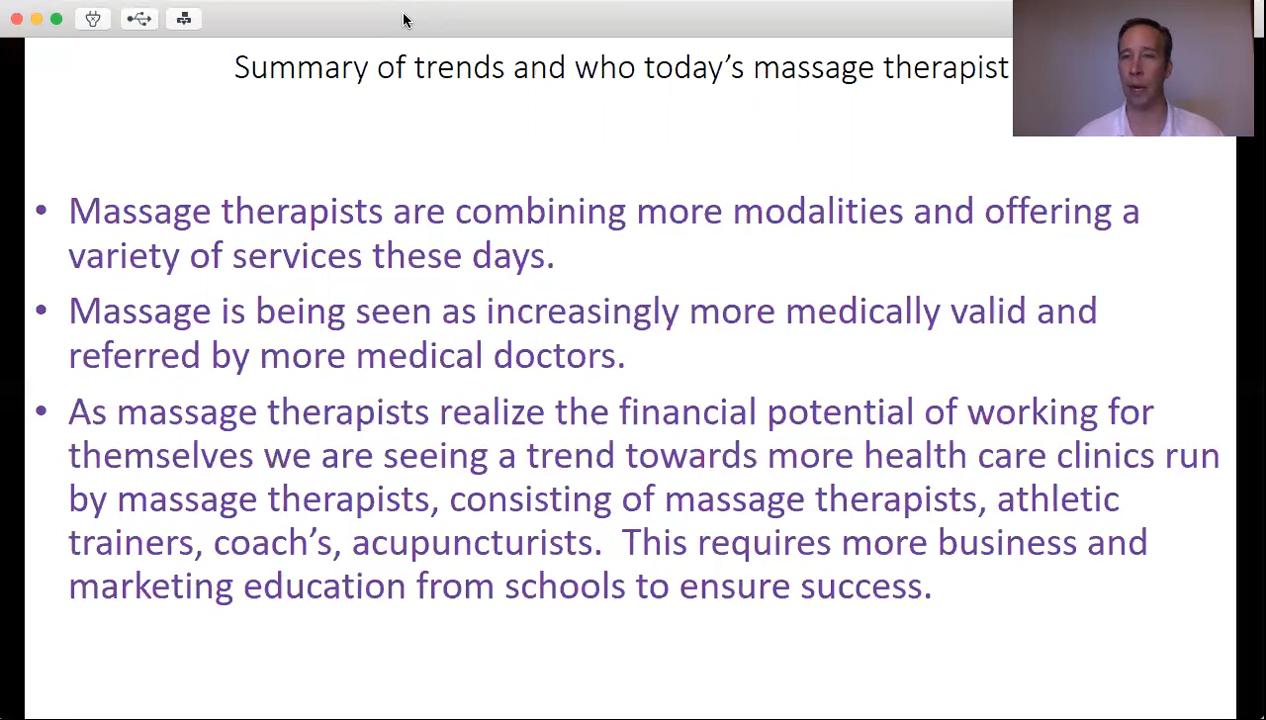 Summary of trends and who today’s massage therapist
• Massage therapists are combining more modalities and offering a
variety of services these days.
• Massage is being seen as increasingly more medically valid and
referred by more medical doctors.
• As massage therapists realize the financial potential of working for
themselves we are seeing a trend towards more health care clinics run
by massage therapists, consisting of massage therapists, athletic
trainers, coach’s, acupuncturists.  This requires more business and
marketing education from schools to ensure success.